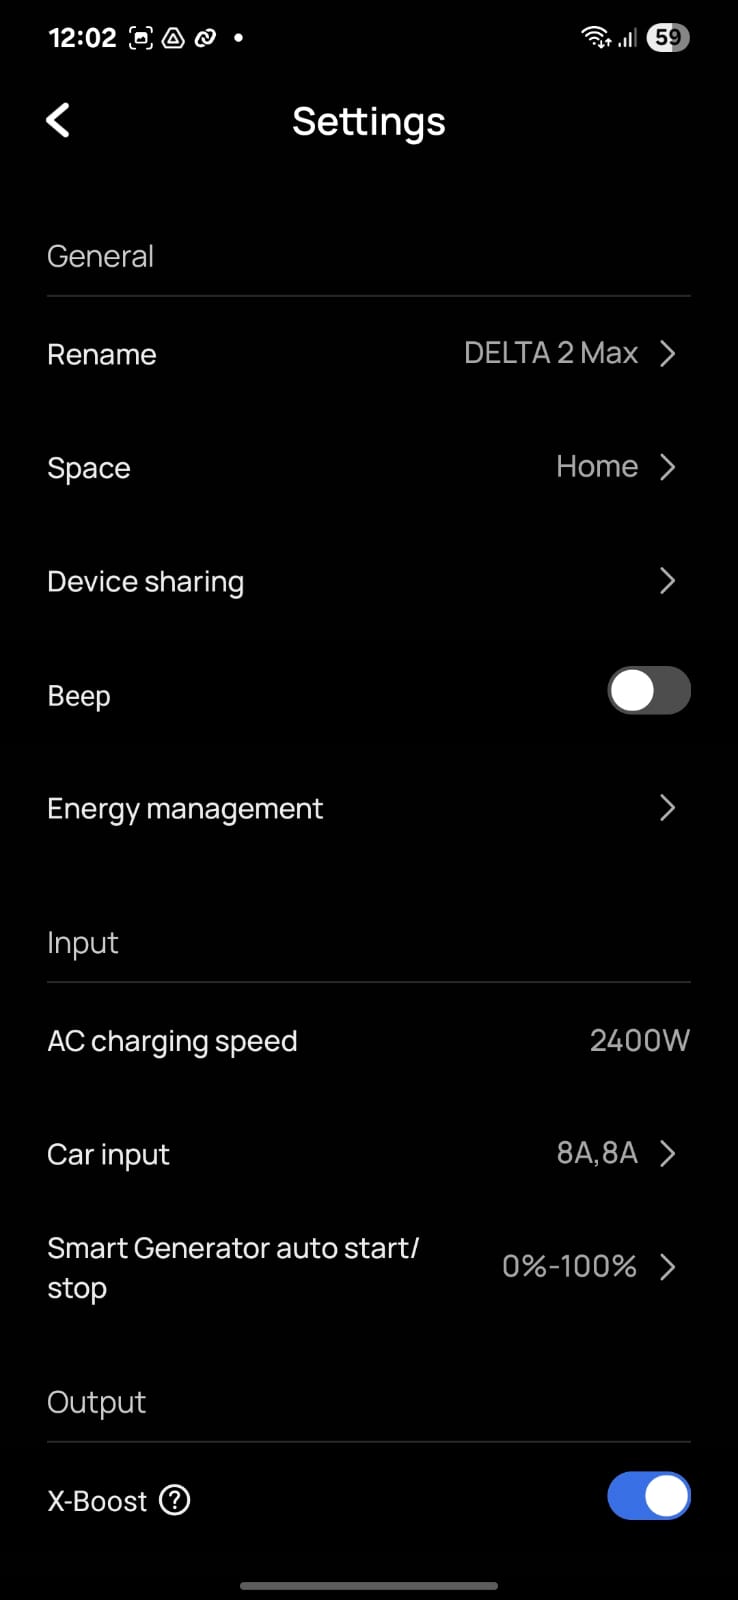 12:02
59
Settings
General
Rename
DELTA 2 Max
Space
Home
Device sharing
Beep
Energy management
Input
AC charging speed
2400W
Car input
8A,8A
Smart Generator auto start/
stop
0%-100%
Output
X-Boost ?